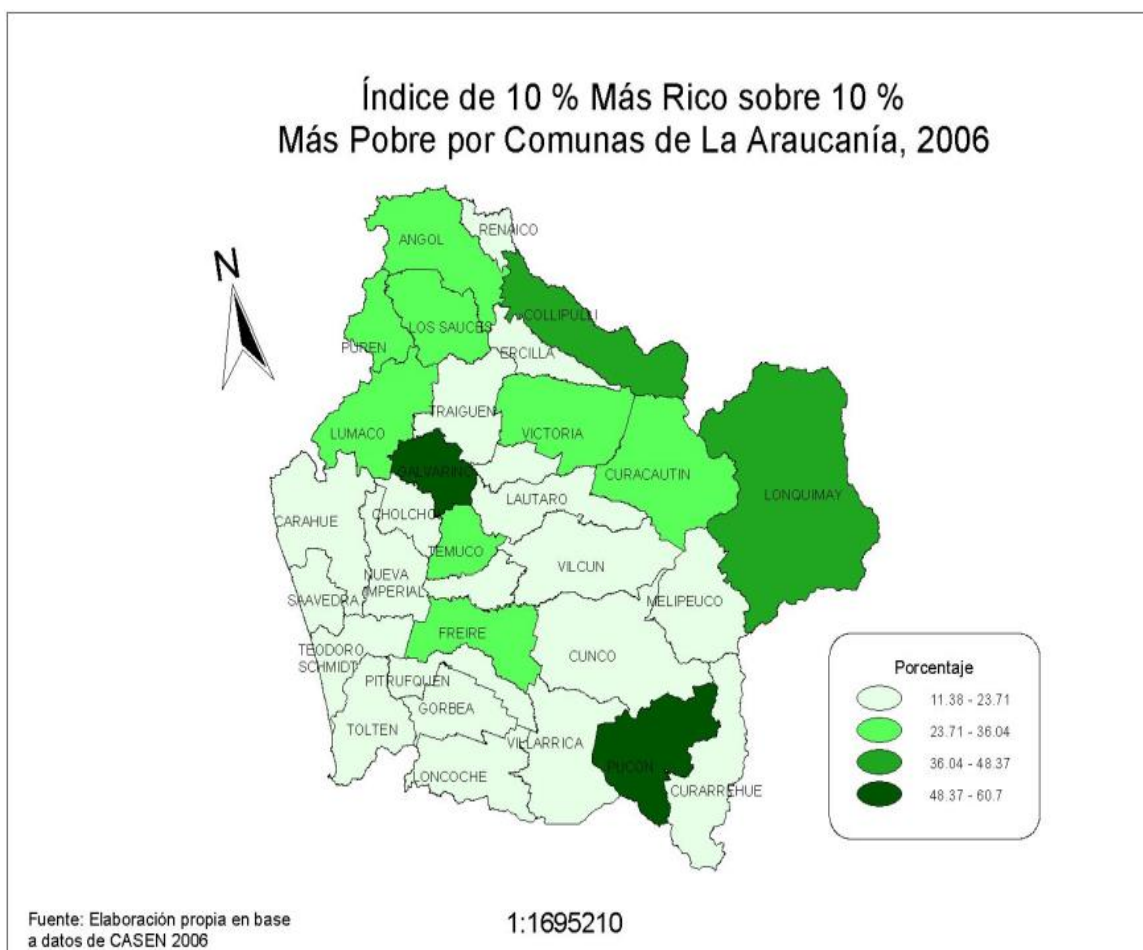 Índice de 10 % Más Rico sobre 10 %
Más Pobre por Comunas de La Araucanía, 2006
N
ANGOL
RENAICO
COLLIPULLI
LOS SAUCES
PUREN
ERCILLA
TRAIGUEN
LUMACO
VICTORIA
GALVARINO
CURACAUTIN
LONQUIMAY
LAUTARO
CHOLCHO
CARAHUE
TEMUCO
VILCUN
NUEVA
IMPERIAL
SAAVEDRA
MELIPEUCO
FREIRE
TEODORO
SCHMIDT
CUNCO
PITRUFQUEN
GORBEA
TOLTEN
VILLARRICA
PUCON
LONCOCHE
CURARREHUE
Porcentaje
11.38 - 23.71
23.71 - 36.04
36.04 - 48.37
48.37 - 60.7
Fuente: Elaboración propia en base
a datos de CASEN 2006
1:1695210